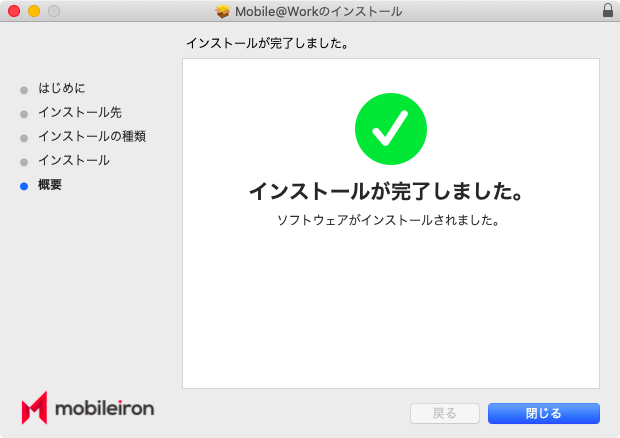 Mobile@Workのインストール
インストールが完了しました。
はじめに
インストール先
インストールの種類
インストール
概要
インストールが完了しました。
ソフトウェアがインストールされました。
mobileiron
戻る
閉じる